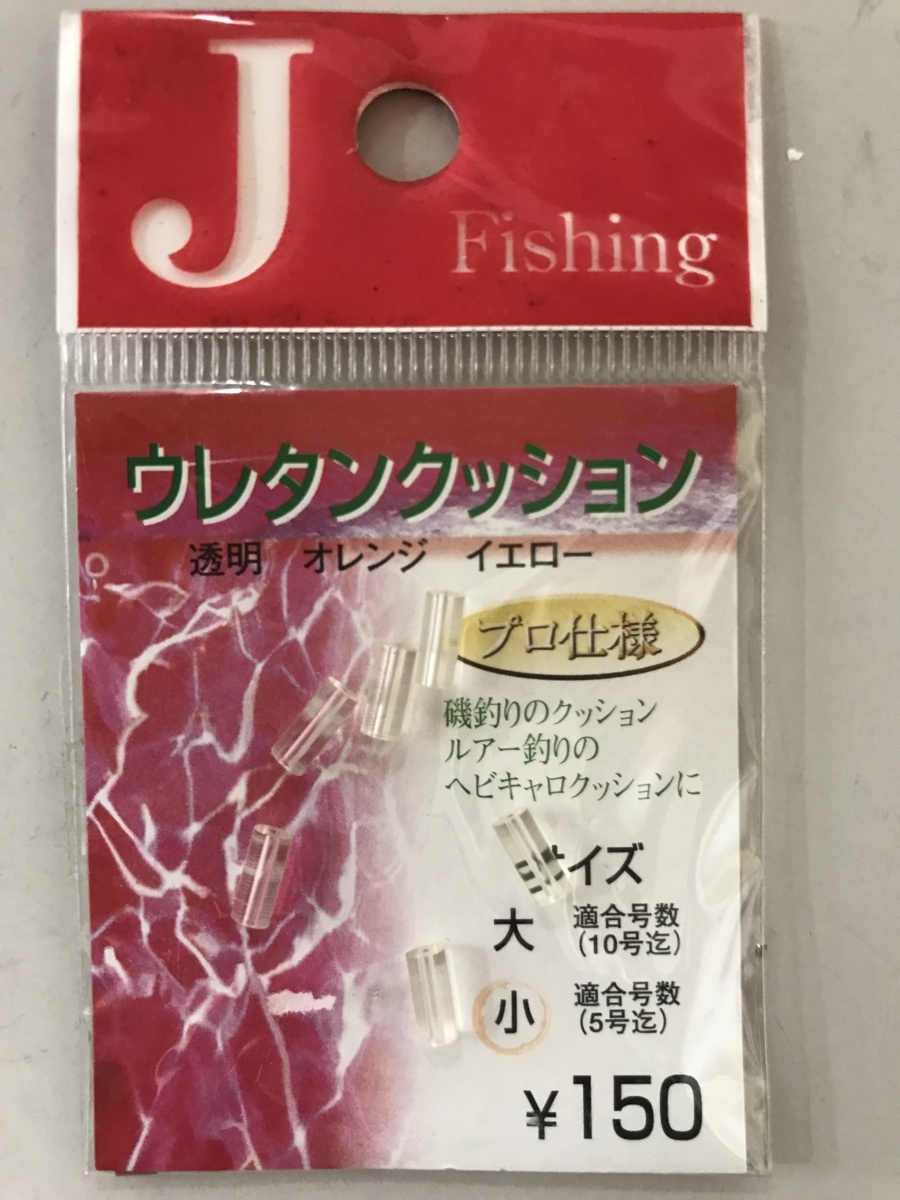 J
Fishing
ウレタンクッション
透明 オレンジ イエロー
プロ仕様
磯釣りのクッション
ルアー釣りの
ヘビキャロクッションに
サイズ
大 適合号数
(10号迄)
小 適合号数
(5号迄)
¥150